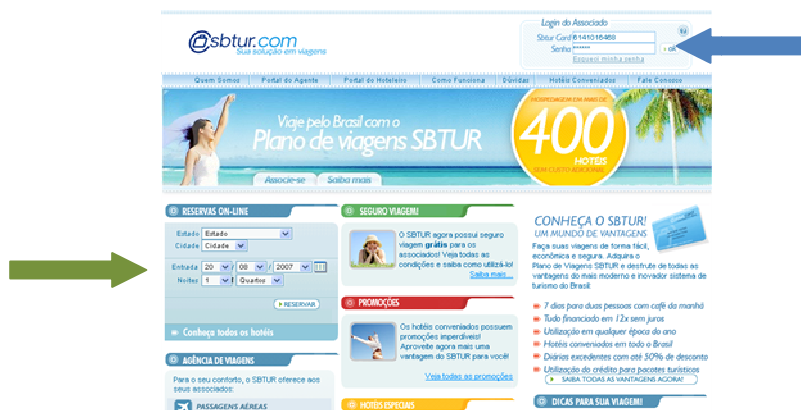 @sbtur.com
Sua solução em viagens
Login do Associado
Sbtur Card 6141016468
Senha ******
ok
Esqueci minha senha
Quem Somos
Portal do Agente
Portal do Hoteleiro
Como Funciona
Dúvidas
Hotéis Conveniados
Fale Conosco
Viaje pelo Brasil com o
Plano de viagens SBTUR
Associe-se
Saiba mais
HOSPEDAGEM EM MAIS DE
400
HOTÉIS
SEM CUSTO ADICIONAL
RESERVAS ON-LINE
Estado Estado
Cidade Cidade
Entrada 20 / 08 / 2007
Noites 1 Quartos
RESERVAR
Conheça todos os hotéis
AGÊNCIA DE VIAGENS
Para o seu conforto, o SBTUR oferece aos
seus associados:
PASSAGENS AÉREAS
SEGURO VIAGEM!
O SBTUR agora possui seguro
viagem grátis para os
associados! Veja todas as
condições e saiba como utilizá-lo!
Saiba mais...
PROMOÇÕES
Os hotéis conveniados possuem
promoções imperdíveis!
Aproveite agora mais uma
vantagem do SBTUR para você!
Veja todas as promoções
HOTÉIS ESPECIAIS
CONHEÇA O SBTUR!
UM MUNDO DE VANTAGENS
Faça suas viagens de forma fácil,
econômica e segura. Adquira o
Plano de Viagens SBTUR e desfrute de todas as
vantagens do mais moderno e inovador sistema de
turismo do Brasil:
7 dias para duas pessoas com café da manhã
Tudo financiado em 12x sem juros
Utilização em qualquer época do ano
Hotéis conveniados em todo o Brasil
Diárias excedentes com até 50% de desconto
Utilização do crédito para pacotes turísticos
SAIBA TODAS AS VANTAGENS AGORA!
DICAS PARA SUA VIAGEM!